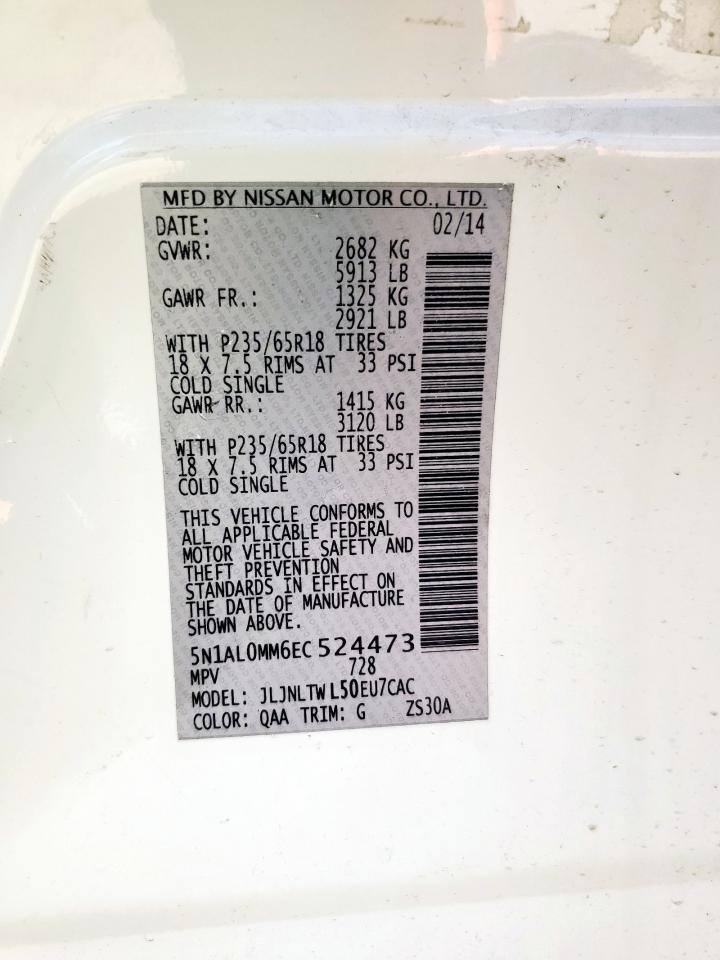 MFD BY NISSAN MOTOR CO., LTD.
DATE: 02/14
GVWR: 2682 KG
5913 LB
GAWR FR.: 1325 KG
2921 LB
WITH P235/65R18 TIRES
18 X 7.5 RIMS AT 33 PSI
COLD SINGLE
GAWR RR.: 1415 KG
3120 LB
WITH P235/65R18 TIRES
18 X 7.5 RIMS AT 33 PSI
COLD SINGLE
THIS VEHICLE CONFORMS TO
ALL APPLICABLE FEDERAL
MOTOR VEHICLE SAFETY AND
THEFT PREVENTION
STANDARDS IN EFFECT ON
THE DATE OF MANUFACTURE
SHOWN ABOVE.
5N1AL0MM6EC 524473
MPV 728
MODEL: JLJNLTW L50EU7CAC
COLOR: QAA TRIM: G ZS30A